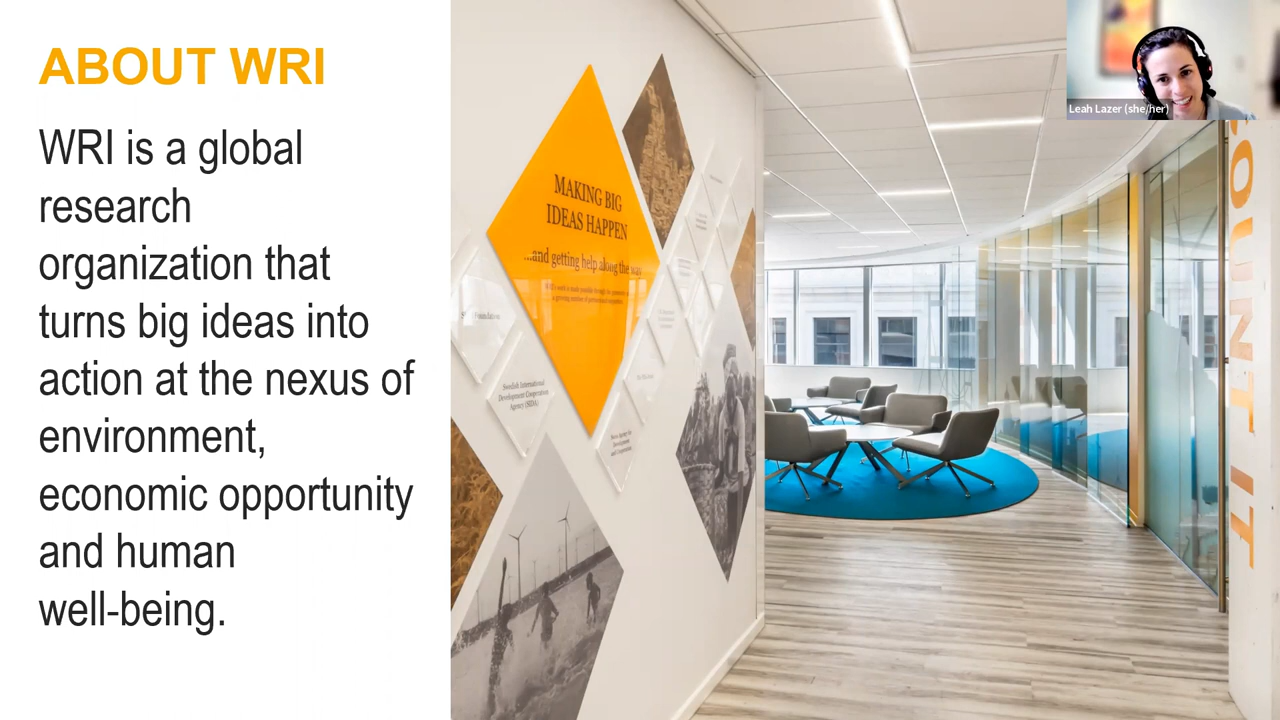 ABOUT WRI
WRI is a global
research
organization that
turns big ideas into
action at the nexus of
environment,
economic opportunity
and human
well-being.
MAKING BIG
IDEAS HAPPEN
...and getting help along the way
Swedish International
Development Cooperation
Agency (SIDA)
Leah Lazer (she/her)
OUNT IT